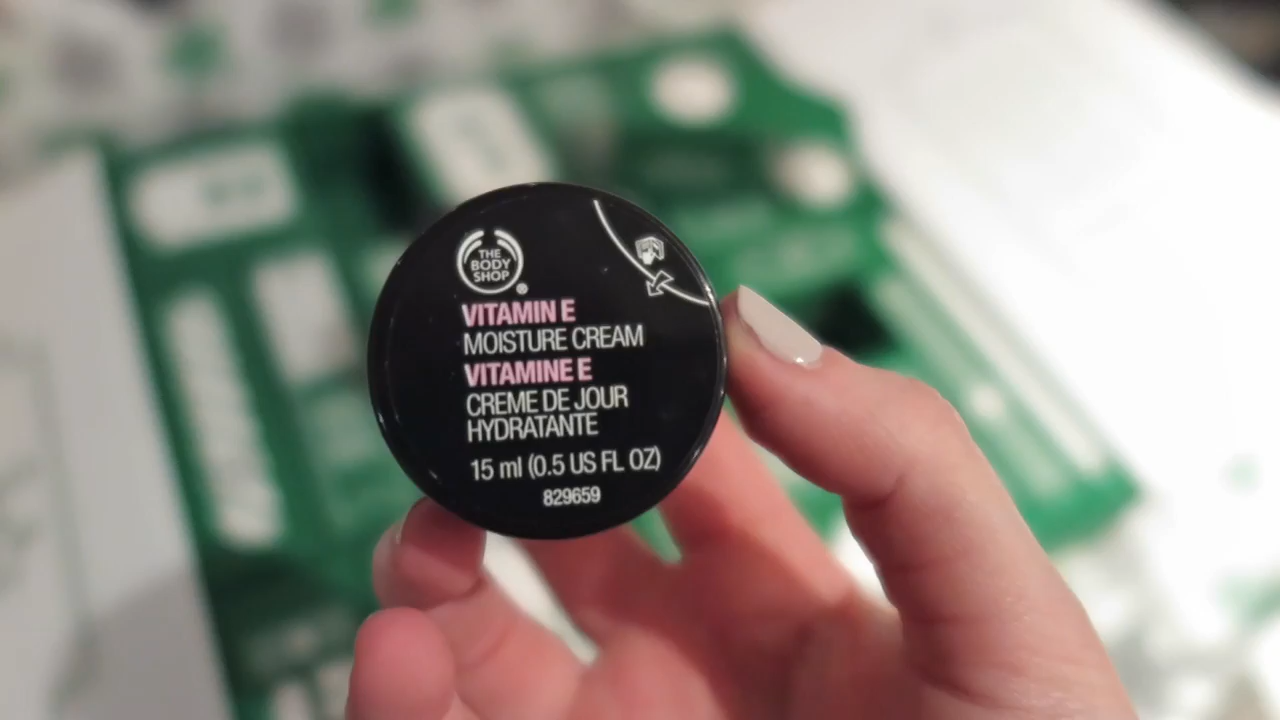 THE
BODY
SHOP
®
VITAMIN E
MOISTURE CREAM
VITAMINE E
CREME DE JOUR
HYDRATANTE
15 ml (0.5 US FL OZ)
829659